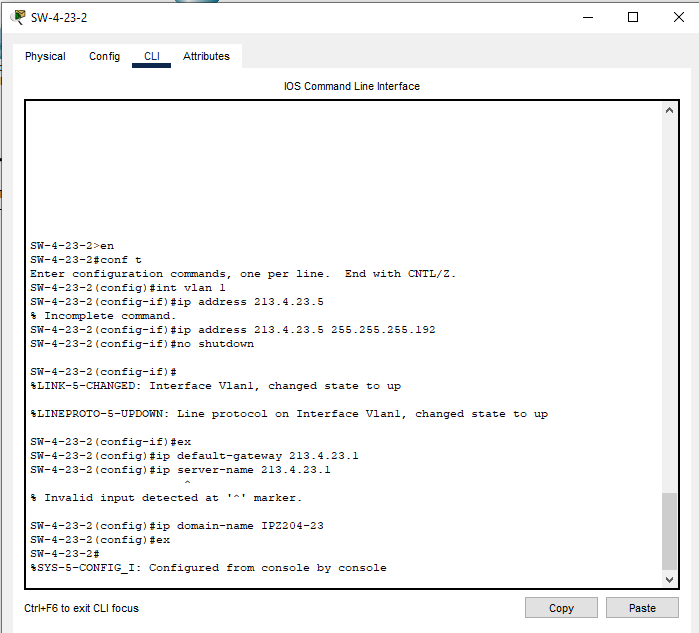 SW-4-23-2
Physical Config CLI Attributes
IOS Command Line Interface
SW-4-23-2>en
SW-4-23-2#conf t
Enter configuration commands, one per line.  End with CNTL/Z.
SW-4-23-2(config)#int vlan 1
SW-4-23-2(config-if)#ip address 213.4.23.5
% Incomplete command.
SW-4-23-2(config-if)#ip address 213.4.23.5 255.255.255.192
SW-4-23-2(config-if)#no shutdown
SW-4-23-2(config-if)#
%LINK-5-CHANGED: Interface Vlan1, changed state to up
%LINEPROTO-5-UPDOWN: Line protocol on Interface Vlan1, changed state to up
SW-4-23-2(config-if)#ex
SW-4-23-2(config)#ip default-gateway 213.4.23.1
SW-4-23-2(config)#ip server-name 213.4.23.1
^
% Invalid input detected at '^' marker.
SW-4-23-2(config)#ip domain-name IPZ204-23
SW-4-23-2(config)#ex
SW-4-23-2#
%SYS-5-CONFIG_I: Configured from console by console
Ctrl+F6 to exit CLI focus
Copy Paste